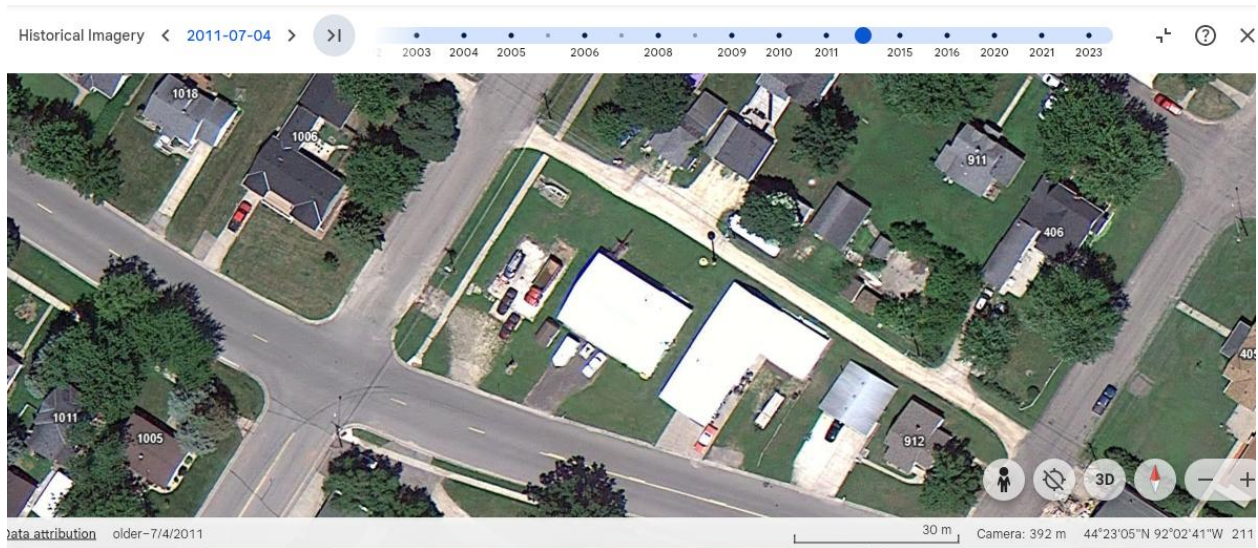 Historical Imagery 2011-07-04
2003 2004 2005 2006 2008 2009 2010 2011 2015 2016 2020 2021 2023
1018
1006
911
406
405
1011
1005
912
3D
Data attribution older–7/4/2011 30 m Camera: 392 m 44°23'05"N 92°02'41"W 211